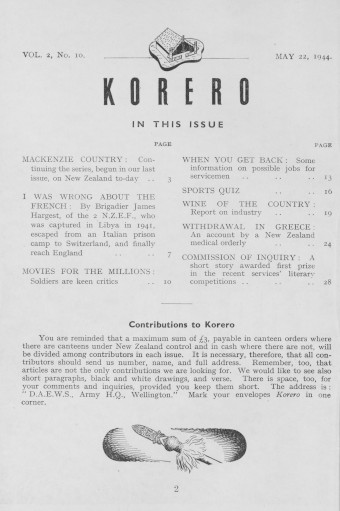 VOL. 2, NO. 10.
MAY 22, 1944.
KORERO
IN THIS ISSUE
PAGE
MACKENZIE COUNTRY: Con-
tinuing the series, begun in our last
issue, on New Zealand to-day .. 3
I WAS WRONG ABOUT THE
FRENCH: By Brigadier James
Hargest, of the 2 N.Z.E.F., who
was captured in Libya in 1941,
escaped from an Italian prison
camp to Switzerland, and finally
reach England .. 7
MOVIES FOR THE MILLIONS:
Soldiers are keen critics .. 10
PAGE
WHEN YOU GET BACK: Some
information on possible jobs for
servicemen .. .. .. 13
SPORTS QUIZ .. .. 16
WINE OF THE COUNTRY:
Report on industry .. .. 19
WITHDRAWAL IN GREECE:
An account by a New Zealand
medical orderly .. .. 24
COMMISSION OF INQUIRY: A
short story awarded first prize
in the recent services' literary
competitions .. .. .. 28
Contributions to Korero
You are reminded that a maximum sum of £3, payable in canteen orders where
there are canteens under New Zealand control and in cash where there are not, will
be divided among contributors in each issue. It is necessary, therefore, that all con-
tributors should send us number, name, and full address. Remember, too, that
articles are not the only contributions we are looking for. We would like to see also
short paragraphs, black and white drawings, and verse. There is space, too, for
your comments and inquiries, provided you keep them short. The address is:
" D.A.E.W.S., Army H.Q., Wellington." Mark your envelopes Korero in one
corner.
2